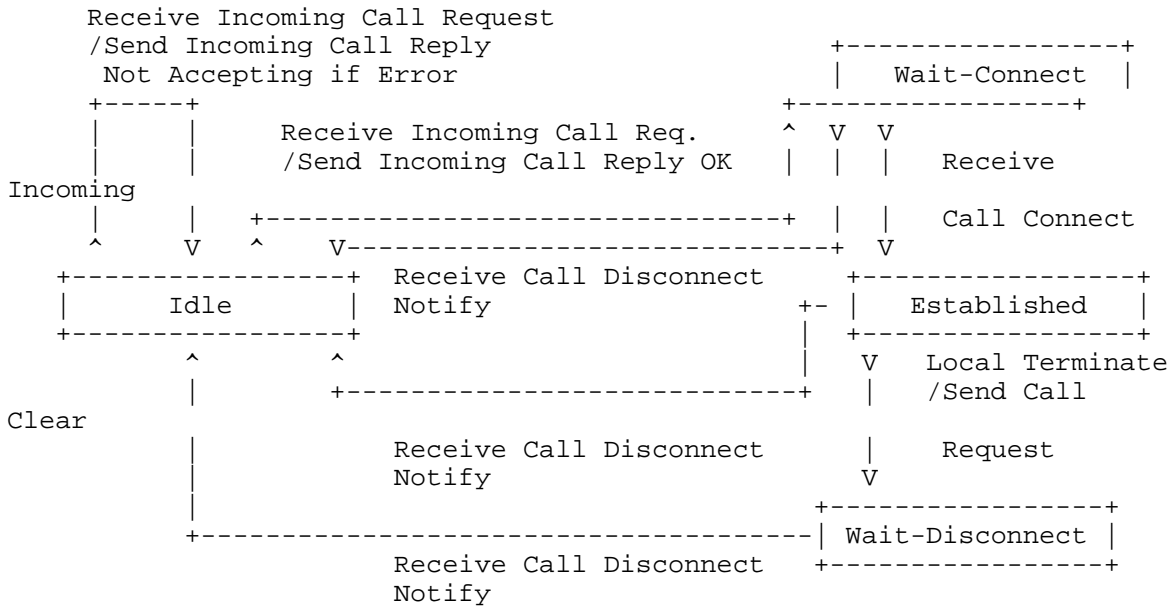 Receive Incoming Call Request
/Send Incoming Call Reply
Not Accepting if Error
Wait-Connect
Receive Incoming Call Req. ^ V V
/Send Incoming Call Reply OK Receive
Incoming
Call Connect
^ V ^ V V
Receive Call Disconnect
Idle Notify Established
^ ^ V Local Terminate
/Send Call
Clear
Receive Call Disconnect Request
Notify V
Wait-Disconnect
Receive Call Disconnect
Notify